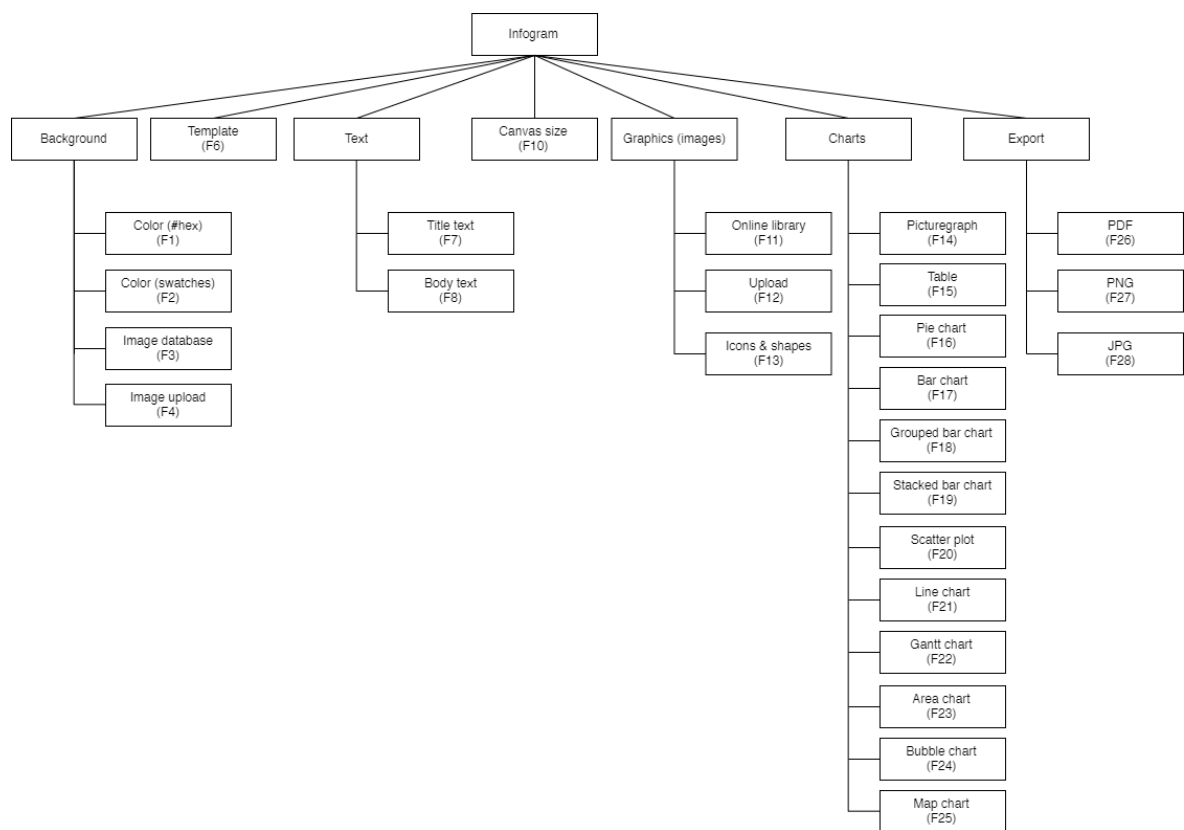 Infogram
Background
Template
(F6)
Text
Canvas size
(F10)
Graphics (images)
Charts
Export
Color (#hex)
(F1)
Color (swatches)
(F2)
Image database
(F3)
Image upload
(F4)
Title text
(F7)
Body text
(F8)
Online library
(F11)
Upload
(F12)
Icons & shapes
(F13)
Picturegraph
(F14)
Table
(F15)
Pie chart
(F16)
Bar chart
(F17)
Grouped bar chart
(F18)
Stacked bar chart
(F19)
Scatter plot
(F20)
Line chart
(F21)
Gantt chart
(F22)
Area chart
(F23)
Bubble chart
(F24)
Map chart
(F25)
PDF
(F26)
PNG
(F27)
JPG
(F28)